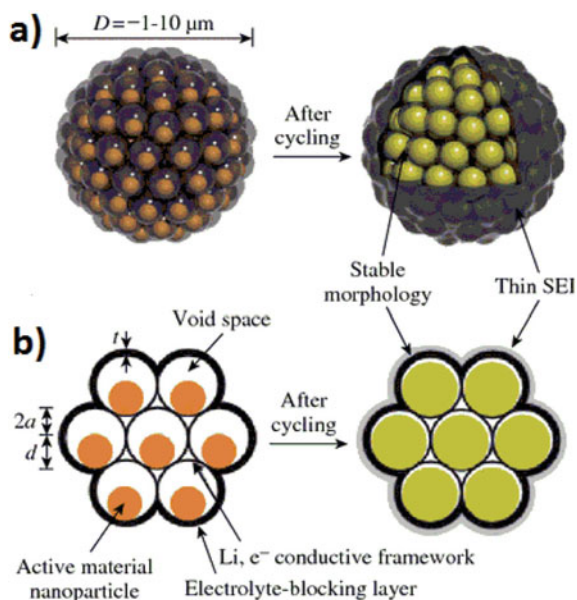 a)
D=−1-10 μm
After
cycling
Stable
morphology
Thin SEI
b)
t
Void space
2a
d
After
cycling
Li, e⁻ conductive framework
Active material
nanoparticle
Electrolyte-blocking layer